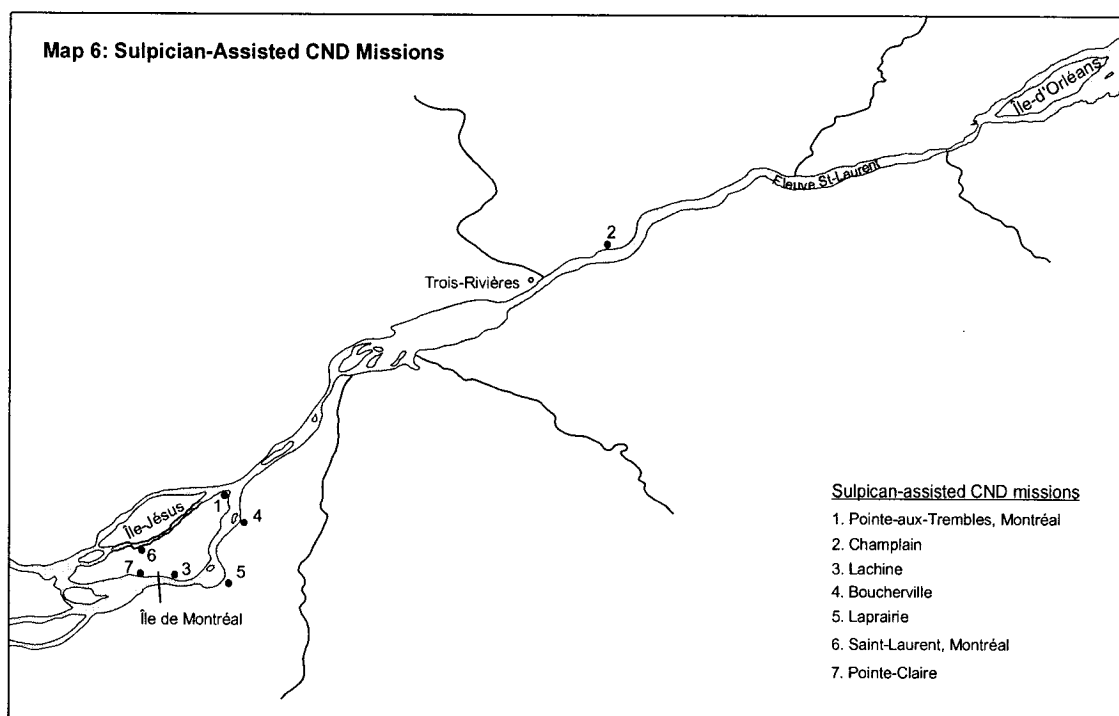 Map 6: Sulpician-Assisted CND Missions
Île-d'Orléans
Fleuve St-Laurent
2
Trois-Rivières
Île-Jésus
1
4
6
7
3
5
Île de Montréal
Sulpican-assisted CND missions
1. Pointe-aux-Trembles, Montréal
2. Champlain
3. Lachine
4. Boucherville
5. Laprairie
6. Saint-Laurent, Montréal
7. Pointe-Claire